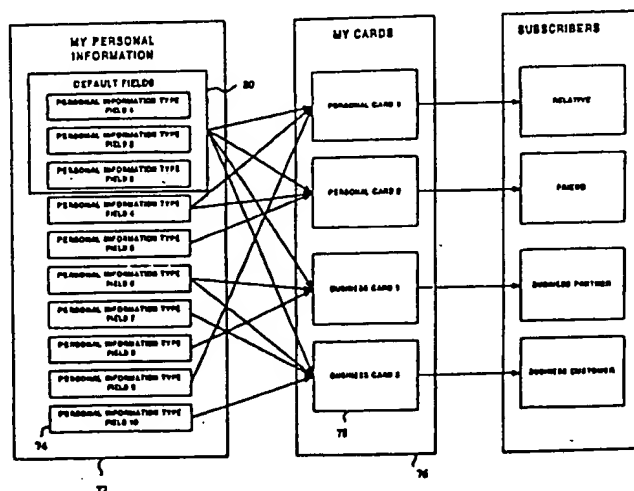 MY PERSONAL
INFORMATION
DEFAULT FIELDS
80
PERSONAL INFORMATION TYPE
FIELD 1
PERSONAL INFORMATION TYPE
FIELD 2
PERSONAL INFORMATION TYPE
FIELD 3
PERSONAL INFORMATION TYPE
FIELD 4
PERSONAL INFORMATION TYPE
FIELD 5
PERSONAL INFORMATION TYPE
FIELD 6
PERSONAL INFORMATION TYPE
FIELD 7
PERSONAL INFORMATION TYPE
FIELD 8
PERSONAL INFORMATION TYPE
FIELD 9
PERSONAL INFORMATION TYPE
FIELD 10
74
MY CARDS
PERSONAL CARD 1
PERSONAL CARD 2
BUSINESS CARD 1
BUSINESS CARD 2
78
76
SUBSCRIBERS
RELATIVE
FRIEND
BUSINESS PARTNER
BUSINESS CUSTOMER